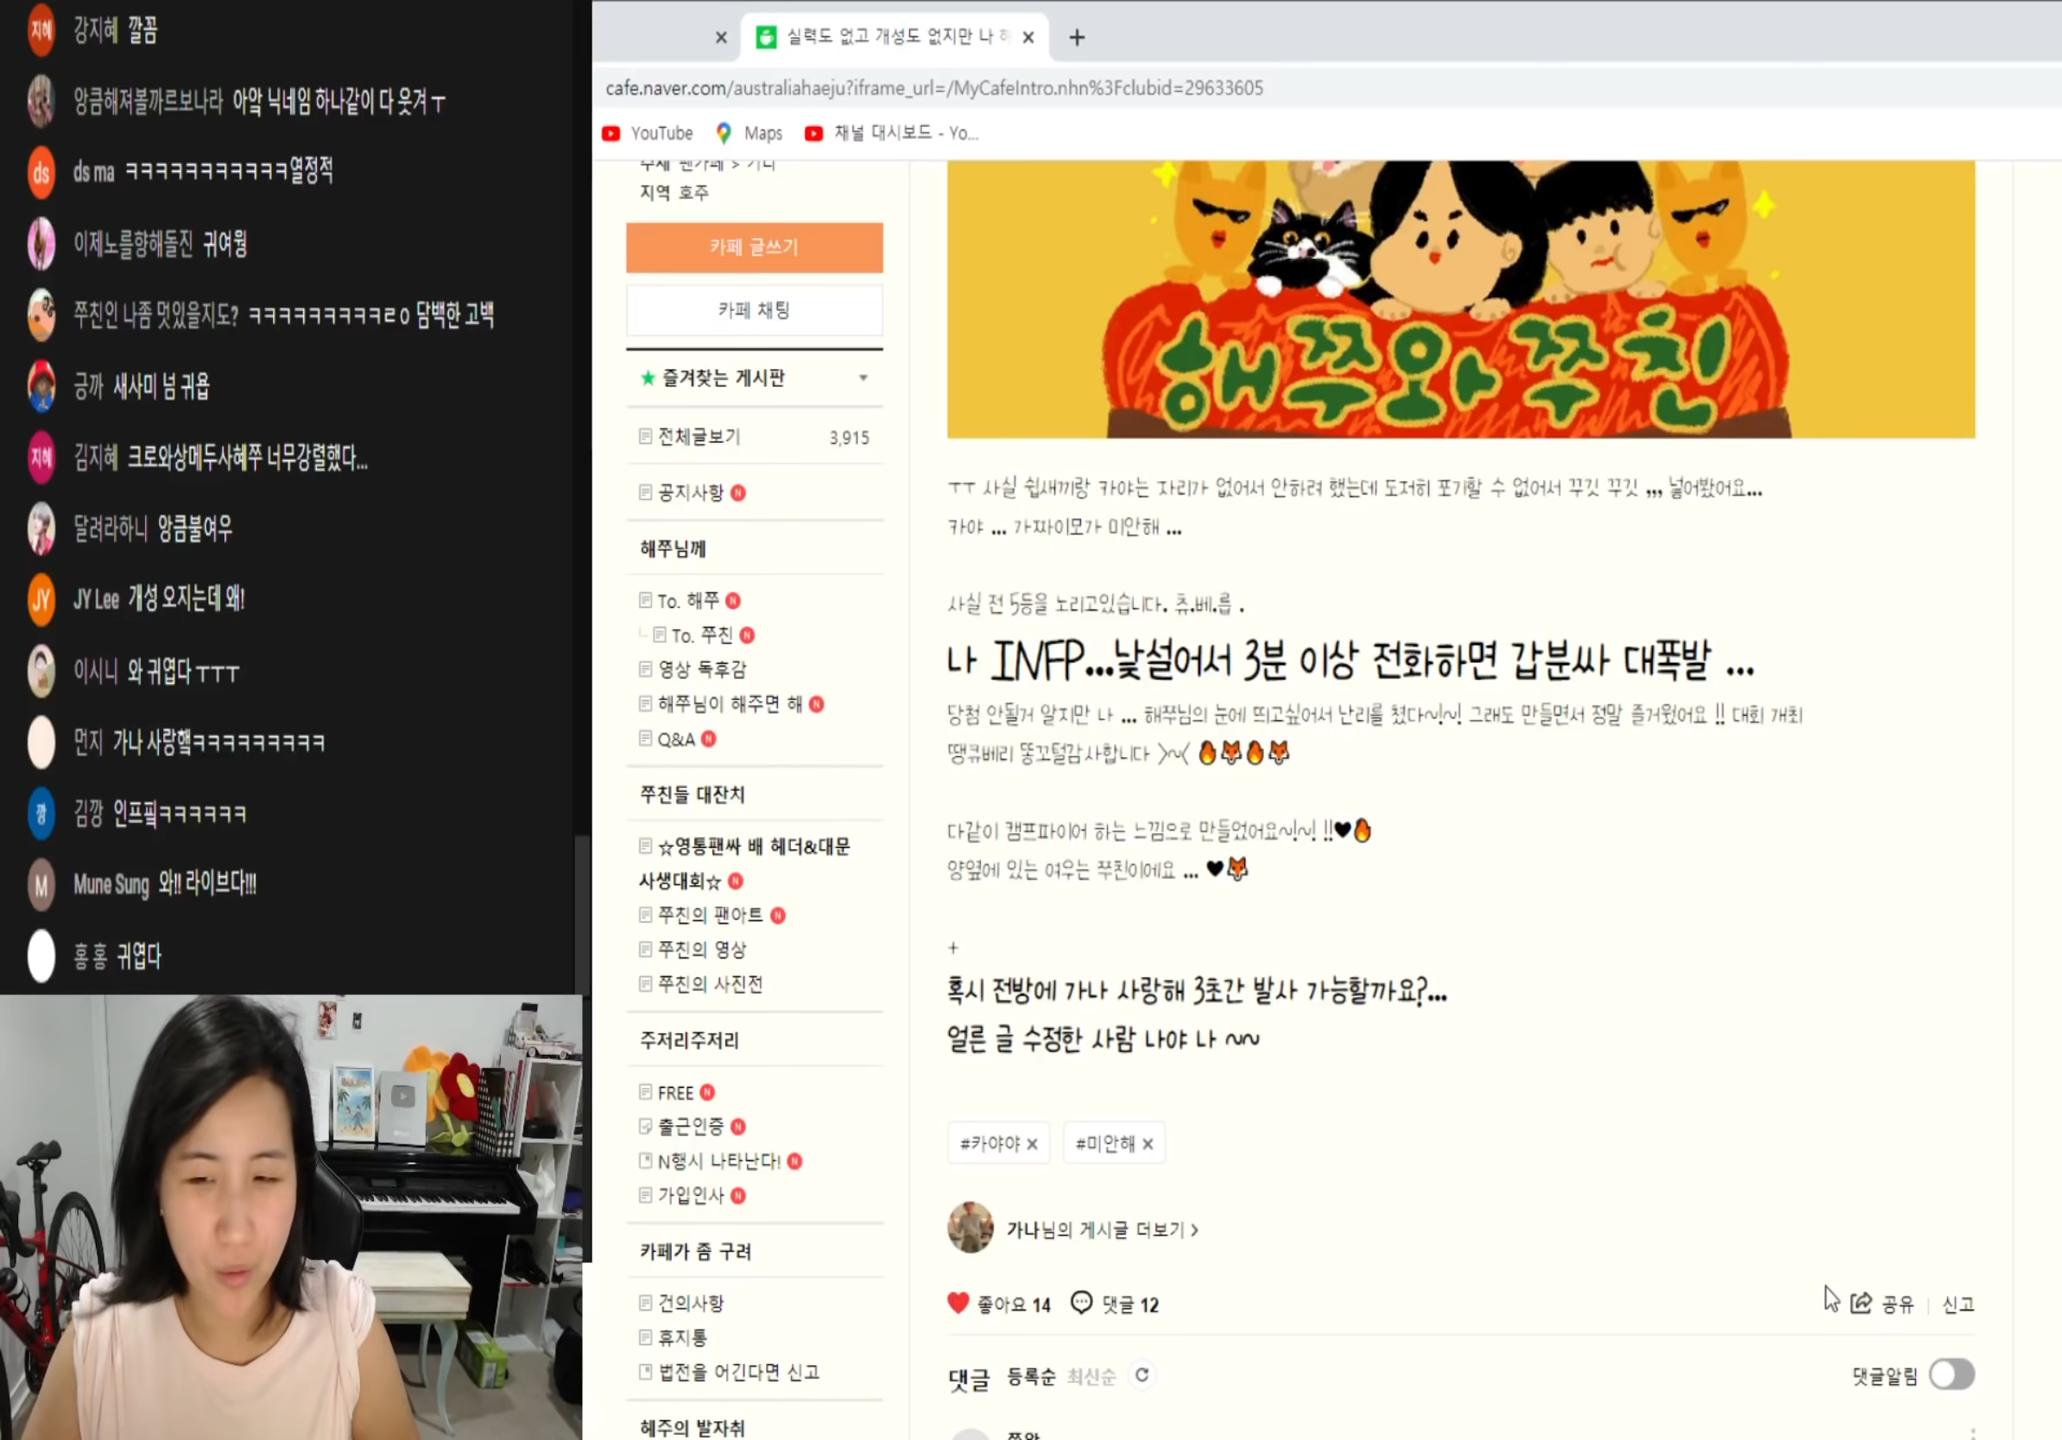 강지혜 깔꼼
앙큼해져볼까르보나라 아앜 닉네임 하나같이 다 웃겨ㅜ
ds ma ㅋㅋㅋㅋㅋㅋㅋㅋㅋㅋㅋ열정적
이제노를향해돌진 귀여웡
쭈친인 나좀 멋있을지도? ㅋㅋㅋㅋㅋㅋㅋㅋㅋㄹㅇ 담백한 고백
긍까 새사미 넘 귀욥
김지혜 크로와상메두사혜쭈 너무강렬했다...
달려라하니 앙큼불여우
JY Lee 개성 오지는데 왜!
이시니 와 귀엽다ㅜㅜㅜ
먼지 가나 사랑햌ㅋㅋㅋㅋㅋㅋㅋㅋ
김깡 인프핔ㅋㅋㅋㅋㅋ
Mune Sung 와!! 라이브다!!!
홍 홍 귀엽다
실력도 없고 개성도 없지만 나 해
cafe.naver.com/australiahaeju?iframe_url=/MyCafeIntro.nhn%3Fclubid=29633605
YouTube Maps 채널 대시보드 - Yo...
주제 팬카페 > 기타
지역 호주
카페 글쓰기
카페 채팅
즐겨찾는 게시판
전체글보기 3,915
공지사항
해쭈님께
To. 해쭈
To. 쭈친
영상 독후감
해쭈님이 해주면 해
Q&A
쭈친들 대잔치
☆영통팬싸 배 헤더&대문
사생대회☆
쭈친의 팬아트
쭈친의 영상
쭈친의 사진전
주저리주저리
FREE
출근인증
N행시 나타난다!
가입인사
카페가 좀 구려
건의사항
휴지통
법전을 어긴다면 신고
헤주의 발자취
해쭈와 쭈친
ㅜㅜ 사실 쉽새끼랑 카야는 자리가 없어서 안하려 했는데 도저히 포기할 수 없어서 꾸깃 꾸깃 ,,, 넣어봤어요...
카야 ... 가짜이모가 미안해 ...
사실 전 5등을 노리고있습니다. 츄.베.릅 .
나 INFP...낯설어서 3분 이상 전화하면 갑분싸 대폭발 ...
당첨 안될거 알지만 나 ... 해쭈님의 눈에 띄고싶어서 난리를 쳤다~!~! 그래도 만들면서 정말 즐거웠어요 !! 대회 개최
땡큐베리 똥꼬털감사합니다 >~< 🔥🦊🔥🦊
다같이 캠프파이어 하는 느낌으로 만들었어요~!~! !!♥🔥
양옆에 있는 여우는 쭈친이에요 ... ♥🦊
+
혹시 전방에 가나 사랑해 3초간 발사 가능할까요?...
얼른 글 수정한 사람 나야 나 ~~
#카야야 × #미안해 ×
가나님의 게시글 더보기 >
좋아요 14 댓글 12
공유 신고
댓글 등록순 최신순
댓글알림